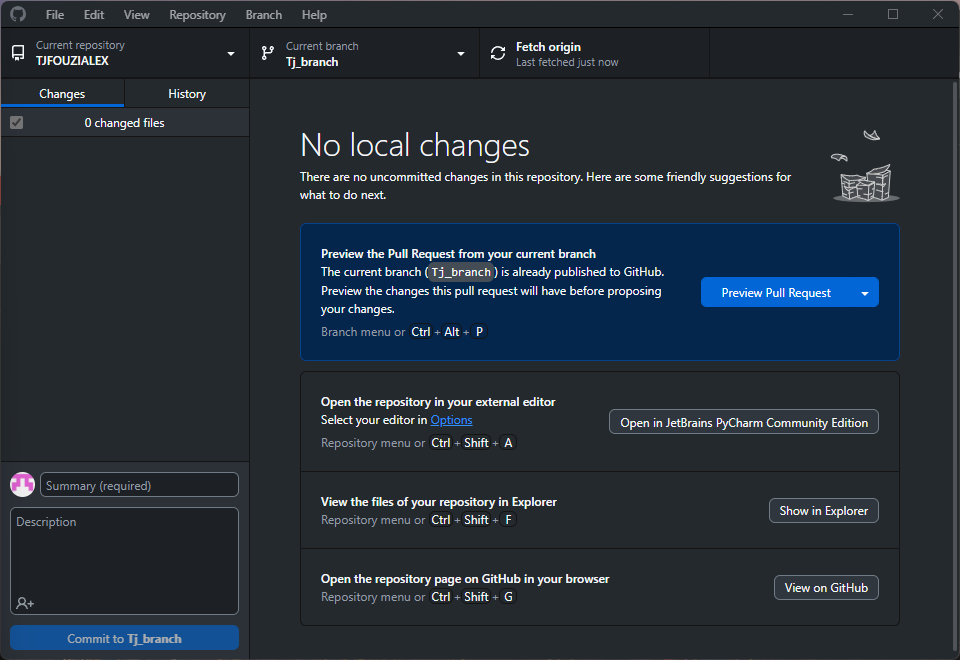 File Edit View Repository Branch Help
Current repository
TJFOUZIALEX
Current branch
Tj_branch
Fetch origin
Last fetched just now
Changes History
0 changed files
No local changes
There are no uncommitted changes in this repository. Here are some friendly suggestions for
what to do next.
Preview the Pull Request from your current branch
The current branch (Tj_branch) is already published to GitHub.
Preview the changes this pull request will have before proposing
your changes.
Branch menu or Ctrl + Alt + P
Preview Pull Request
Open the repository in your external editor
Select your editor in Options
Repository menu or Ctrl + Shift + A
Open in JetBrains PyCharm Community Edition
View the files of your repository in Explorer
Repository menu or Ctrl + Shift + F
Show in Explorer
Open the repository page on GitHub in your browser
Repository menu or Ctrl + Shift + G
View on GitHub
Summary (required)
Description
Commit to Tj_branch